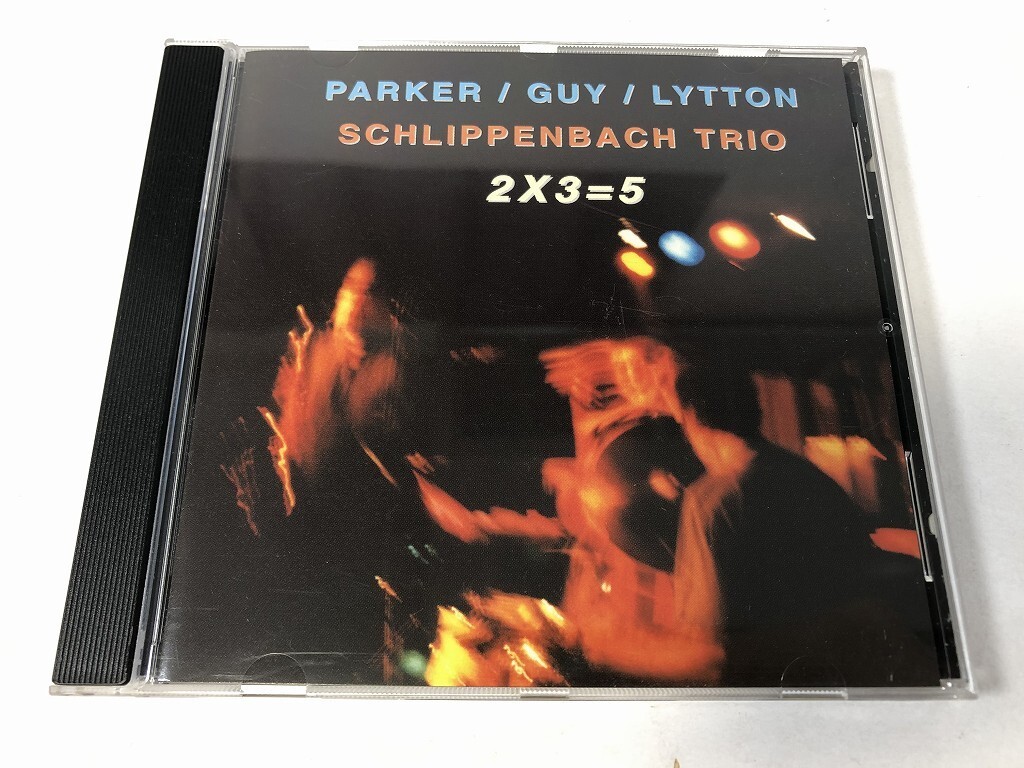 PARKER / GUY / LYTTON
SCHLIPPENBACH TRIO
2X3=5